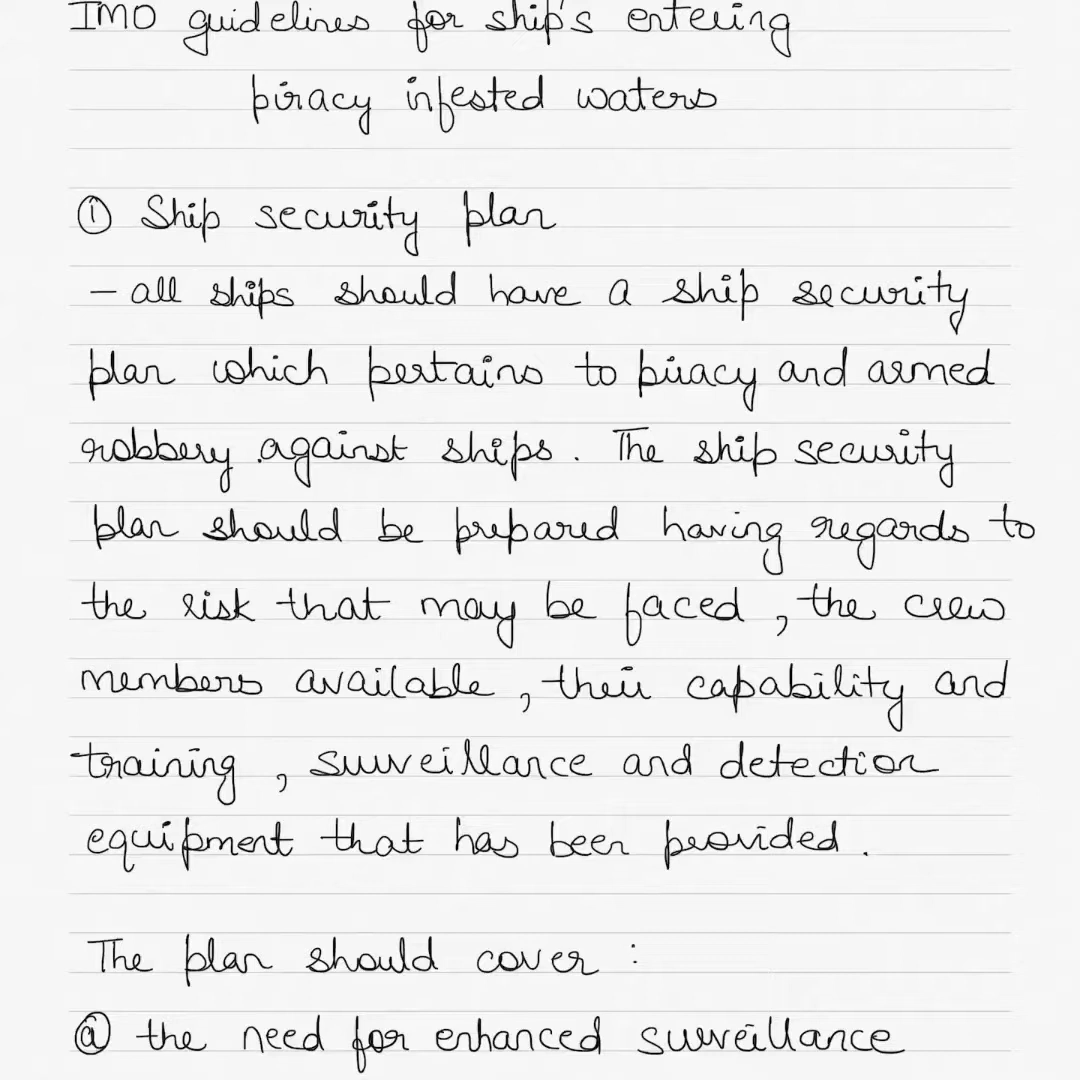 IMO guidelines for ship's entering
piracy infested waters
① Ship security plan
- all ships should have a ship security
plan which pertains to piracy and armed
robbery against ships. The ship security
plan should be prepared having regards to
the risk that may be faced, the crew
members available, their capability and
training, surveillance and detection
equipment that has been provided.
The plan should cover :
ⓐ the need for enhanced surveillance